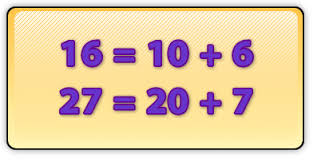 16 = 10 + 6
27 = 20 + 7